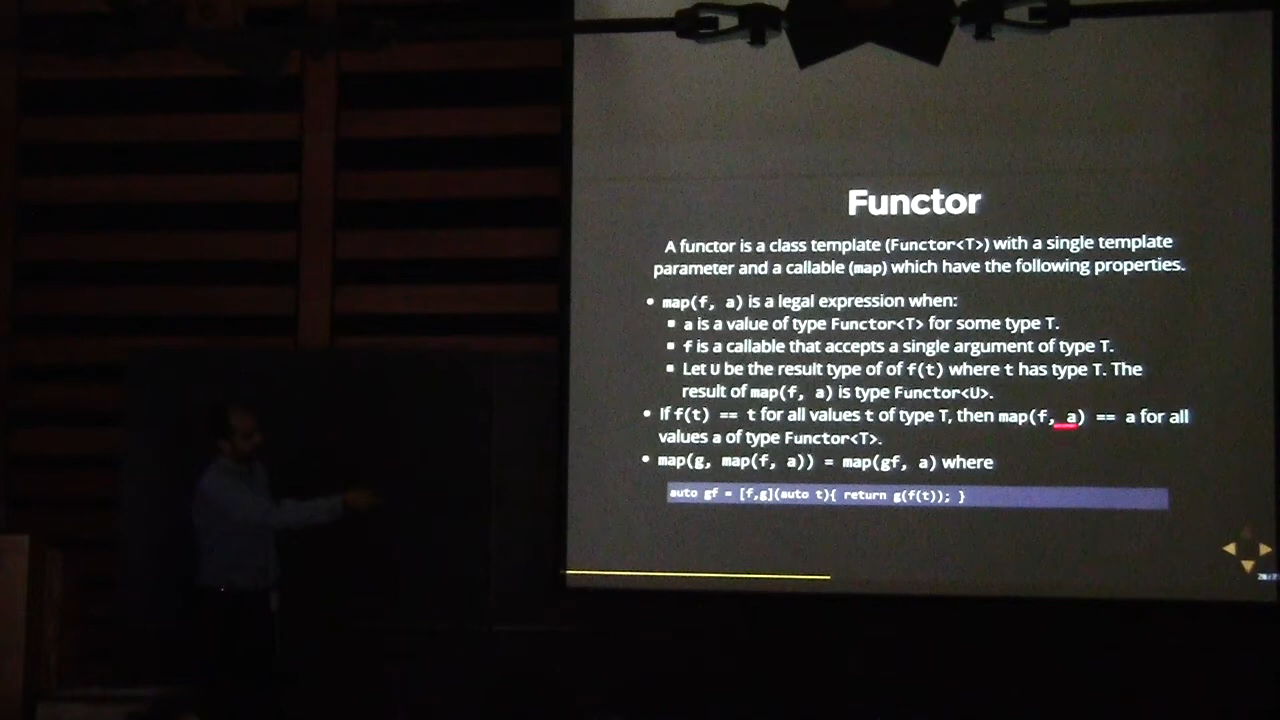 Functor
A functor is a class template (Functor<T>) with a single template
parameter and a callable (map) which have the following properties.
• map(f, a) is a legal expression when:
▪ a is a value of type Functor<T> for some type T.
▪ f is a callable that accepts a single argument of type T.
▪ Let U be the result type of of f(t) where t has type T. The
result of map(f, a) is type Functor<U>.
• If f(t) == t for all values t of type T, then map(f, a) == a for all
values a of type Functor<T>.
• map(g, map(f, a)) = map(gf, a) where
auto gf = [f,g](auto t){ return g(f(t)); }